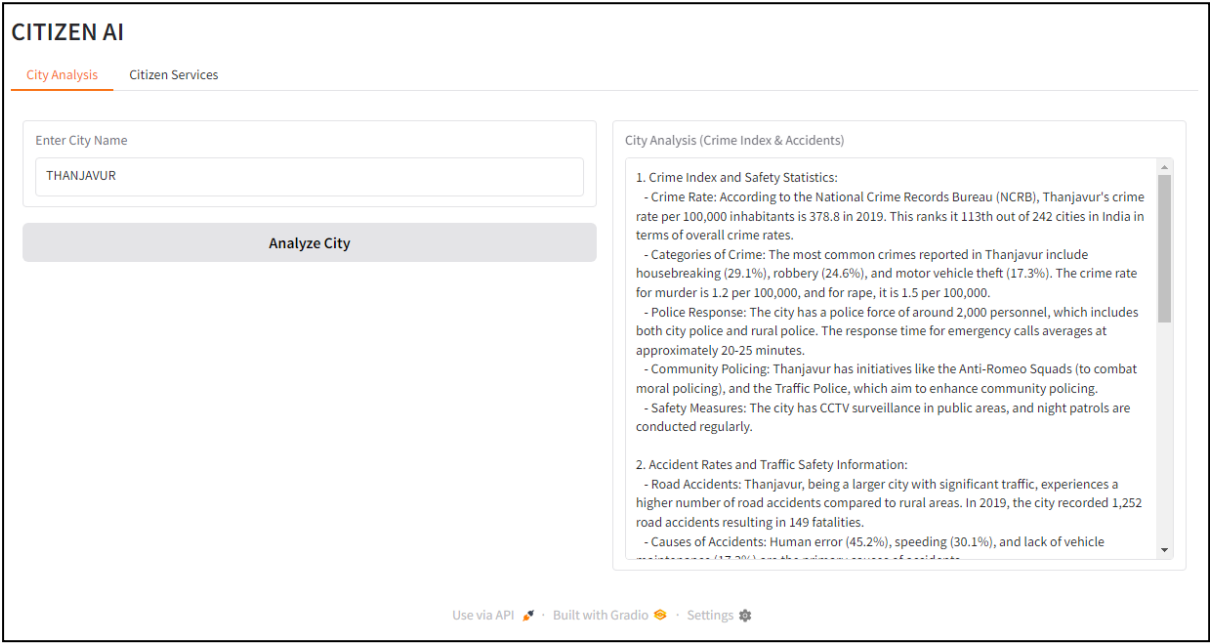 CITIZEN AI
City Analysis Citizen Services
Enter City Name
THANJAVUR
Analyze City
City Analysis (Crime Index & Accidents)
1. Crime Index and Safety Statistics:
- Crime Rate: According to the National Crime Records Bureau (NCRB), Thanjavur's crime
rate per 100,000 inhabitants is 378.8 in 2019. This ranks it 113th out of 242 cities in India in
terms of overall crime rates.
- Categories of Crime: The most common crimes reported in Thanjavur include
housebreaking (29.1%), robbery (24.6%), and motor vehicle theft (17.3%). The crime rate
for murder is 1.2 per 100,000, and for rape, it is 1.5 per 100,000.
- Police Response: The city has a police force of around 2,000 personnel, which includes
both city police and rural police. The response time for emergency calls averages at
approximately 20-25 minutes.
- Community Policing: Thanjavur has initiatives like the Anti-Romeo Squads (to combat
moral policing), and the Traffic Police, which aim to enhance community policing.
- Safety Measures: The city has CCTV surveillance in public areas, and night patrols are
conducted regularly.
2. Accident Rates and Traffic Safety Information:
- Road Accidents: Thanjavur, being a larger city with significant traffic, experiences a
higher number of road accidents compared to rural areas. In 2019, the city recorded 1,252
road accidents resulting in 149 fatalities.
- Causes of Accidents: Human error (45.2%), speeding (30.1%), and lack of vehicle
Use via API · Built with Gradio · Settings